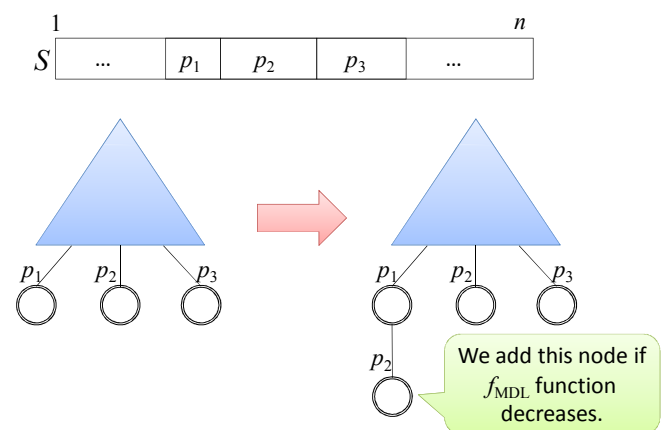 1 n
S ... p1 p2 p3 ...
p1 p2 p3 p1 p2 p3
p2
We add this node if
fMDL function
decreases.